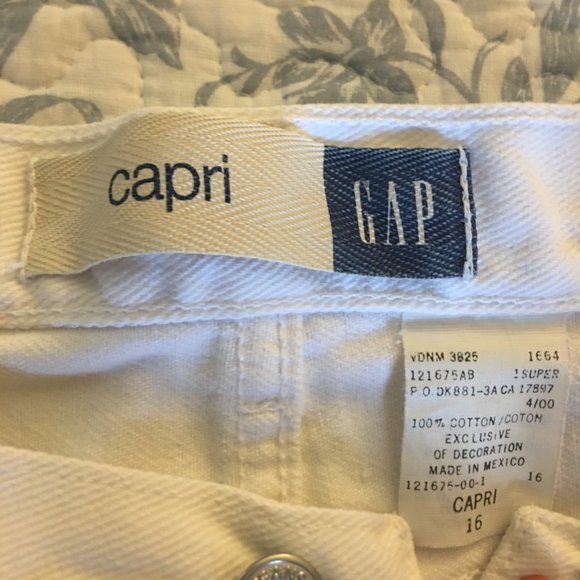 capri
GAP
VDNM 3825 1664
121675AB 1 SUPER
P.O. DK881-3A CA 17897
4/00
100% COTTON/COTON
EXCLUSIVE
OF DECORATION
MADE IN MEXICO
121675-00-1 16
CAPRI
16